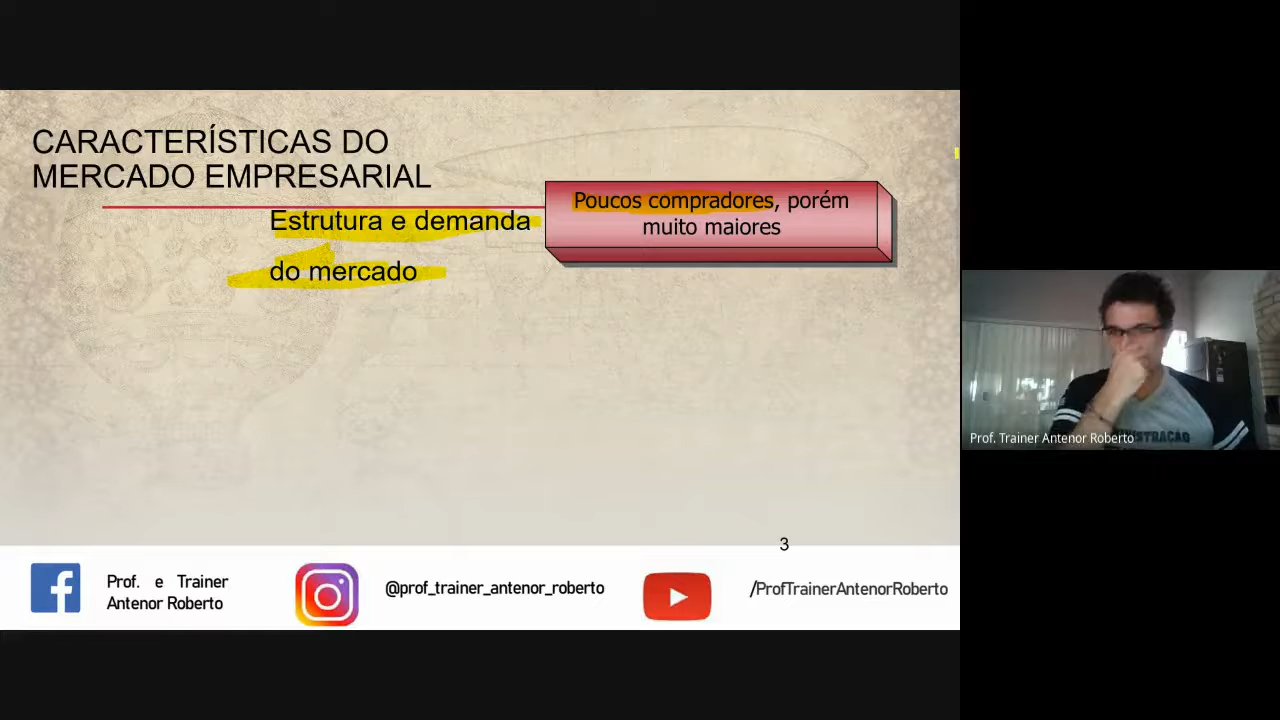 CARACTERÍSTICAS DO
MERCADO EMPRESARIAL
Estrutura e demanda
do mercado
Poucos compradores, porém
muito maiores
3
Prof. e Trainer
Antenor Roberto
@prof_trainer_antenor_roberto
/ProfTrainerAntenorRoberto
Prof. Trainer Antenor Roberto